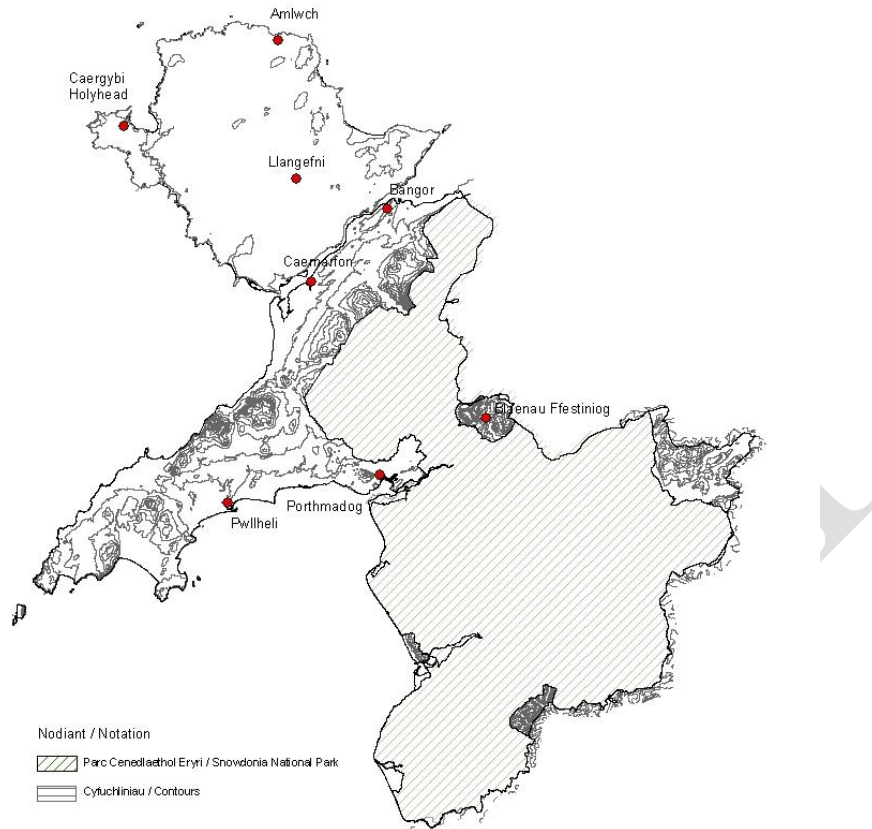 Amlwch
Caergybi
Holyhead
Llangefni
Bangor
Caernarfon
Blaenau Ffestiniog
Porthmadog
Pwllheli
Nodiant / Notation
Parc Cenedlaethol Eryri / Snowdonia National Park
Cyfuchliniau / Contours